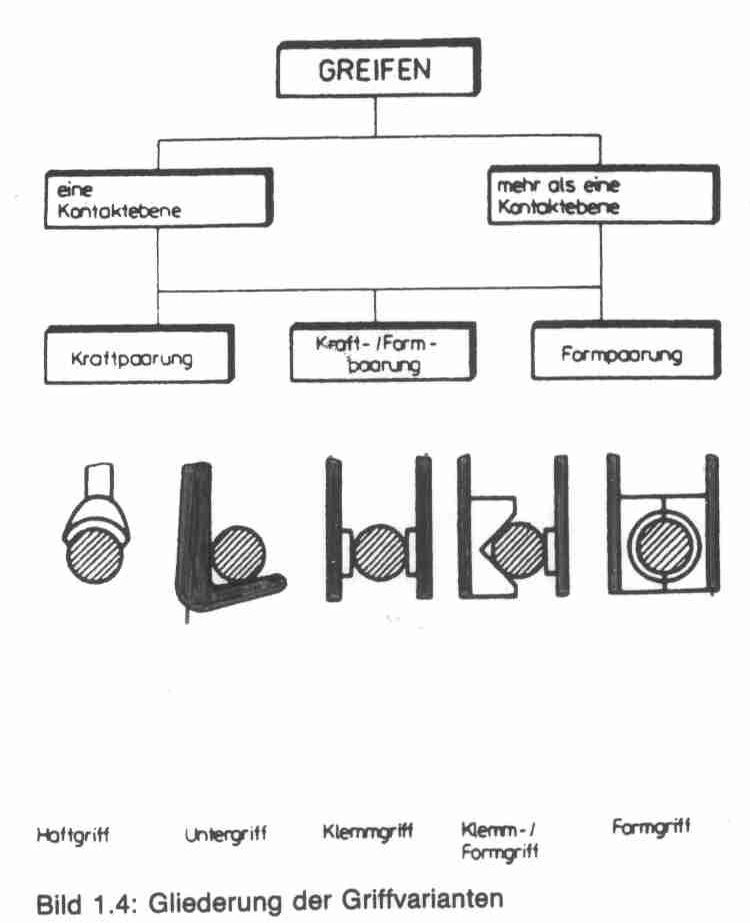 GREIFEN
eine
Kontaktebene
mehr als eine
Kontaktebene
Kraftpaarung
Kraft-/Form-
paarung
Formpaarung
Haftgriff
Untergriff
Klemmgriff
Klemm-/
Formgriff
Formgriff
Bild 1.4: Gliederung der Griffvarianten